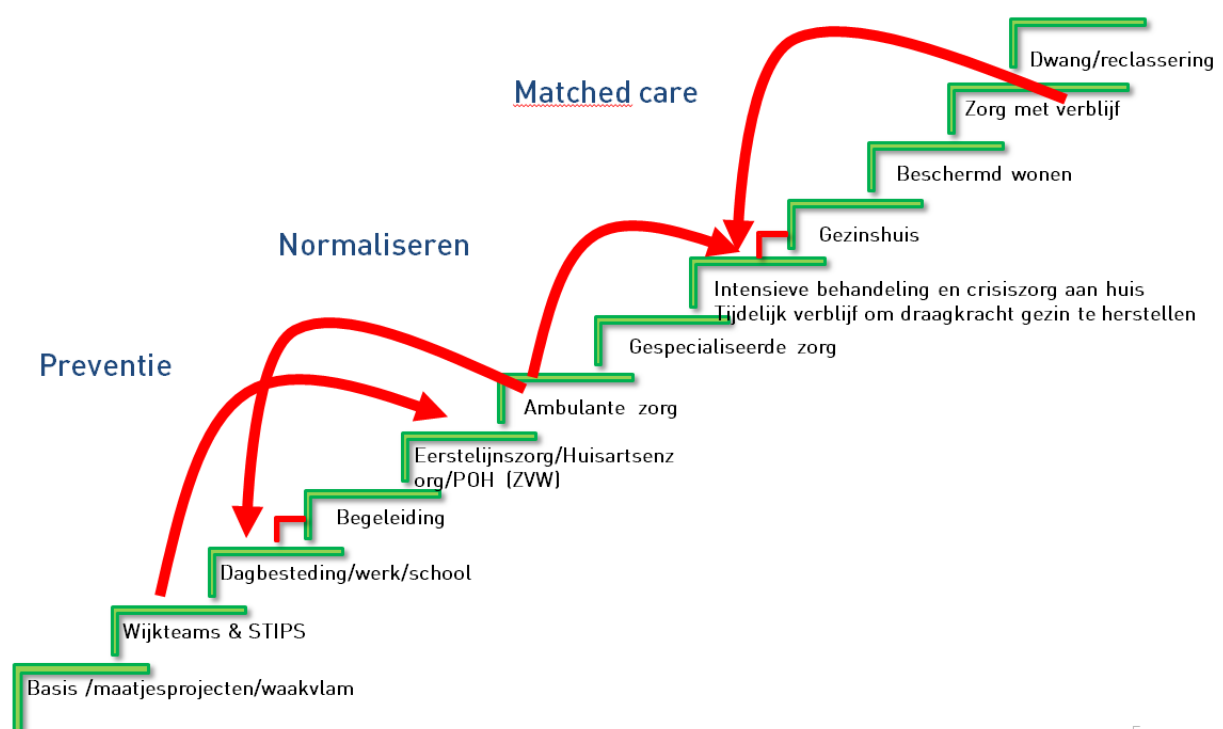 Dwang/reclassering
Matched care
Zorg met verblijf
Beschermd wonen
Gezinshuis
Normaliseren
Intensieve behandeling en crisiszorg aan huis
Tijdelijk verblijf om draagkracht gezin te herstellen
Gespecialiseerde zorg
Preventie
Ambulante zorg
Eerstelijnszorg/Huisartsenz
org/POH (ZVW)
Begeleiding
Dagbesteding/werk/school
Wijkteams & STIPS
Basis /maatjesprojecten/waakvlam